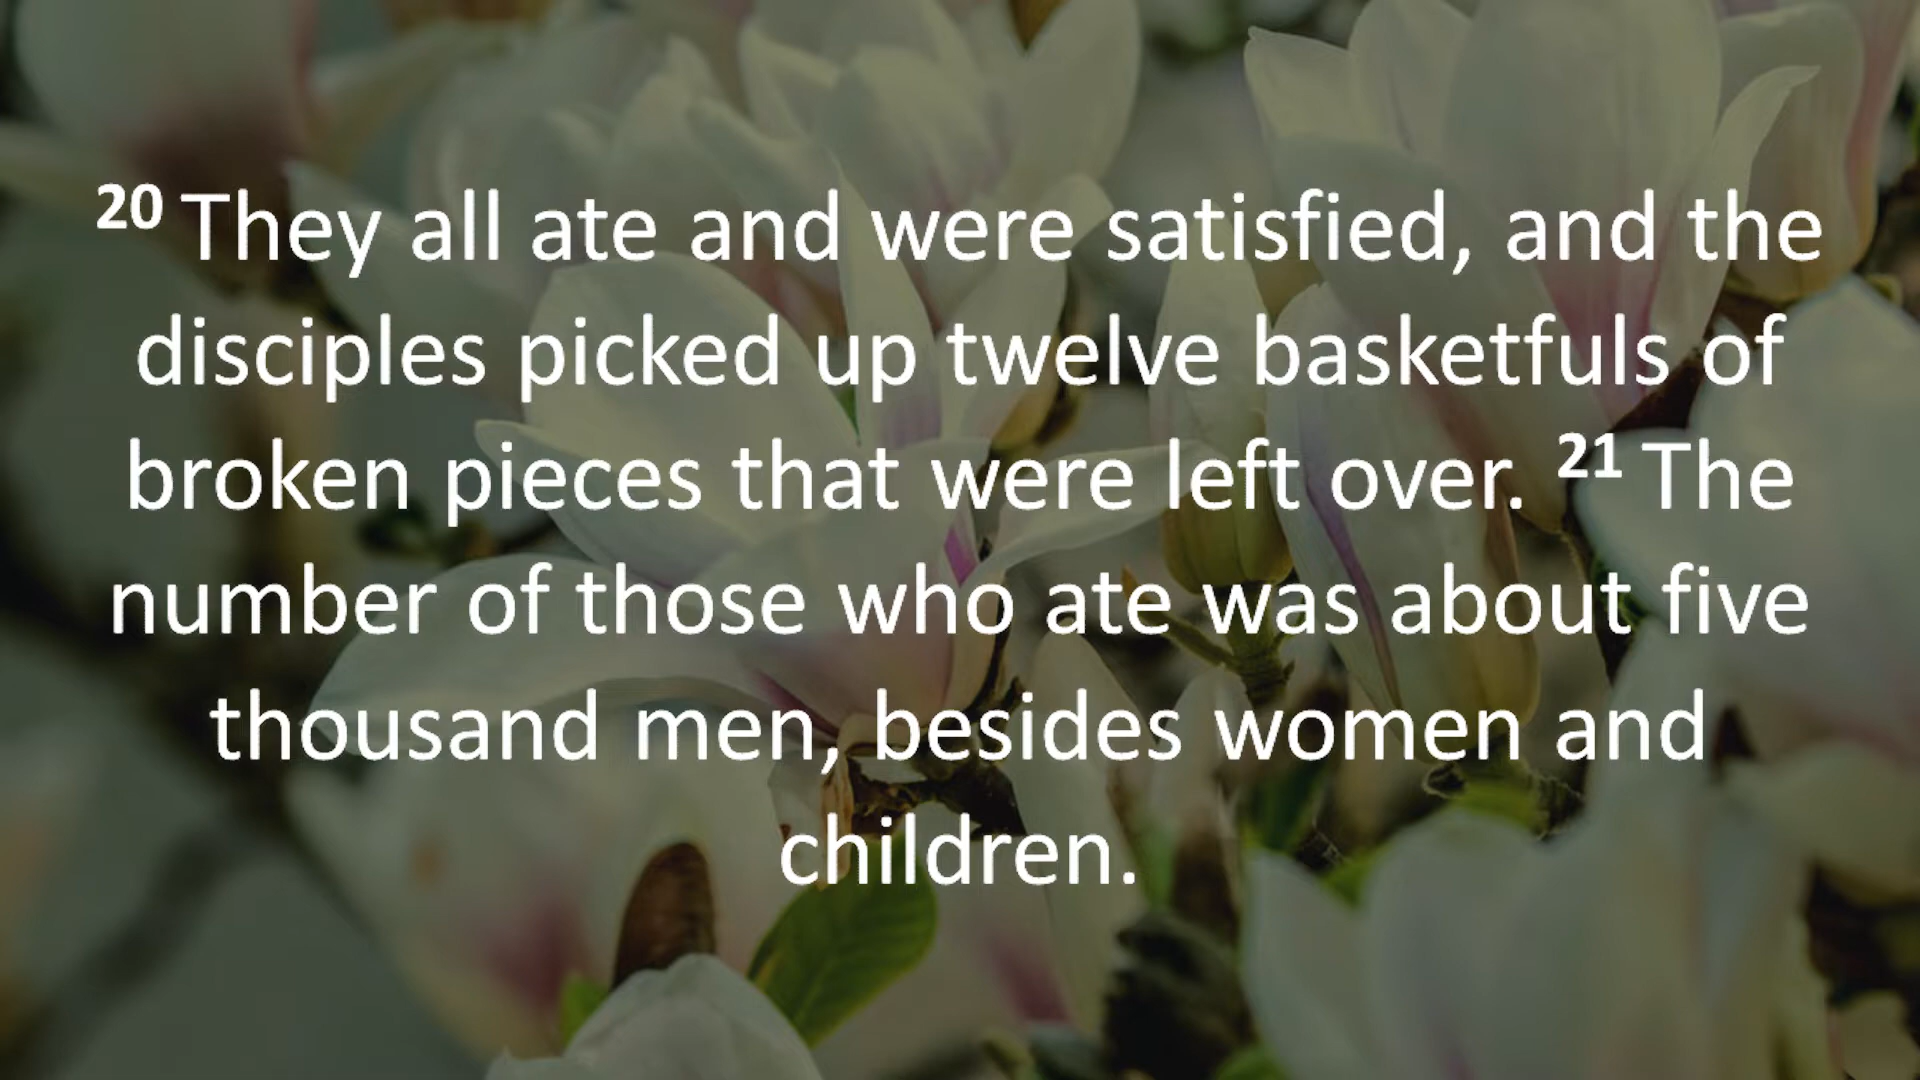 20 They all ate and were satisfied, and the
disciples picked up twelve basketfuls of
broken pieces that were left over. 21 The
number of those who ate was about five
thousand men, besides women and
children.